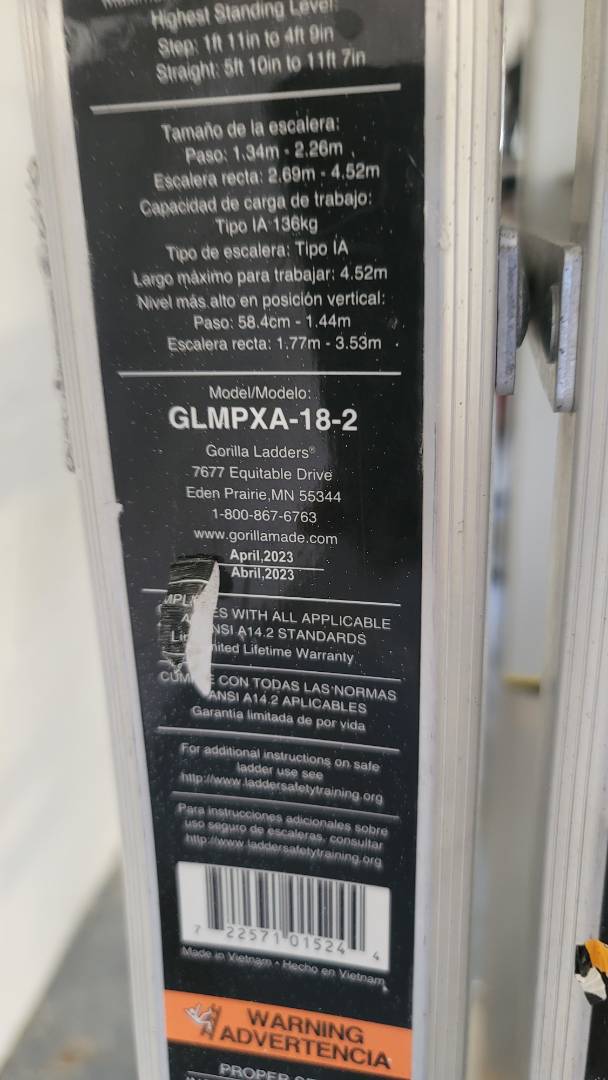 Highest Standing Level:
Step: 1ft 11in to 4ft 9in
Straight: 5ft 10in to 11ft 7in
Tamaño de la escalera:
Paso: 1.34m - 2.26m
Escalera recta: 2.69m - 4.52m
Capacidad de carga de trabajo:
Tipo IA 136kg
Tipo de escalera: Tipo IA
Largo máximo para trabajar: 4.52m
Nivel más alto en posición vertical:
Paso: 58.4cm - 1.44m
Escalera recta: 1.77m - 3.53m
Model/Modelo:
GLMPXA-18-2
Gorilla Ladders®
7677 Equitable Drive
Eden Prairie,MN 55344
1-800-867-6763
www.gorillamade.com
April,2023
Abril,2023
MPLI ES WITH ALL APPLICABLE
A NSI A14.2 STANDARDS
Li mited Lifetime Warranty
CUMP E CON TODAS LAS NORMAS
ANSI A14.2 APLICABLES
Garantía limitada de por vida
For additional instructions on safe
ladder use see
http://www.laddersafetytraining.org
Para instrucciones adicionales sobre
uso seguro de escaleras, consultar
http://www.laddersafetytraining.org
7 22571 01524 4
Made in Vietnam - Hecho en Vietnam
WARNING
ADVERTENCIA
PROPER